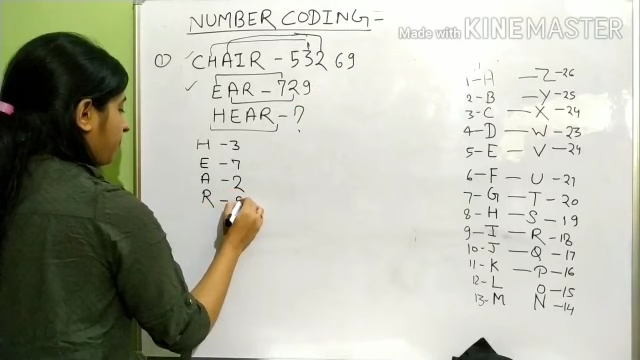 NUMBER CODING =
Made with KINEMASTER
① ✓ CHAIR - 532 69
✓ EAR - 729
HEAR - ?
H - 3
E - 7
A - 2
R -
1 - A — Z - 26
2 - B — Y - 25
3 - C — X - 24
4 - D — W - 23
5 - E — V - 24
6 - F — U - 21
7 - G — T - 20
8 - H — S - 19
9 - I — R - 18
10 - J — Q - 17
11 - K — P - 16
12 - L O - 15
13 - M N - 14